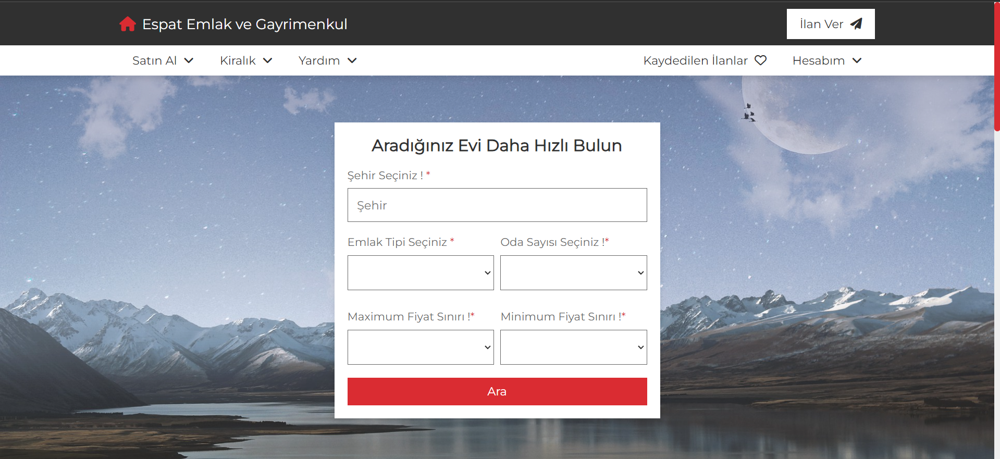 Espat Emlak ve Gayrimenkul
İlan Ver
Satın Al
Kiralık
Yardım
Kaydedilen İlanlar
Hesabım
Aradığınız Evi Daha Hızlı Bulun
Şehir Seçiniz ! *
Şehir
Emlak Tipi Seçiniz *
Oda Sayısı Seçiniz !*
Maximum Fiyat Sınırı !*
Minimum Fiyat Sınırı !*
Ara